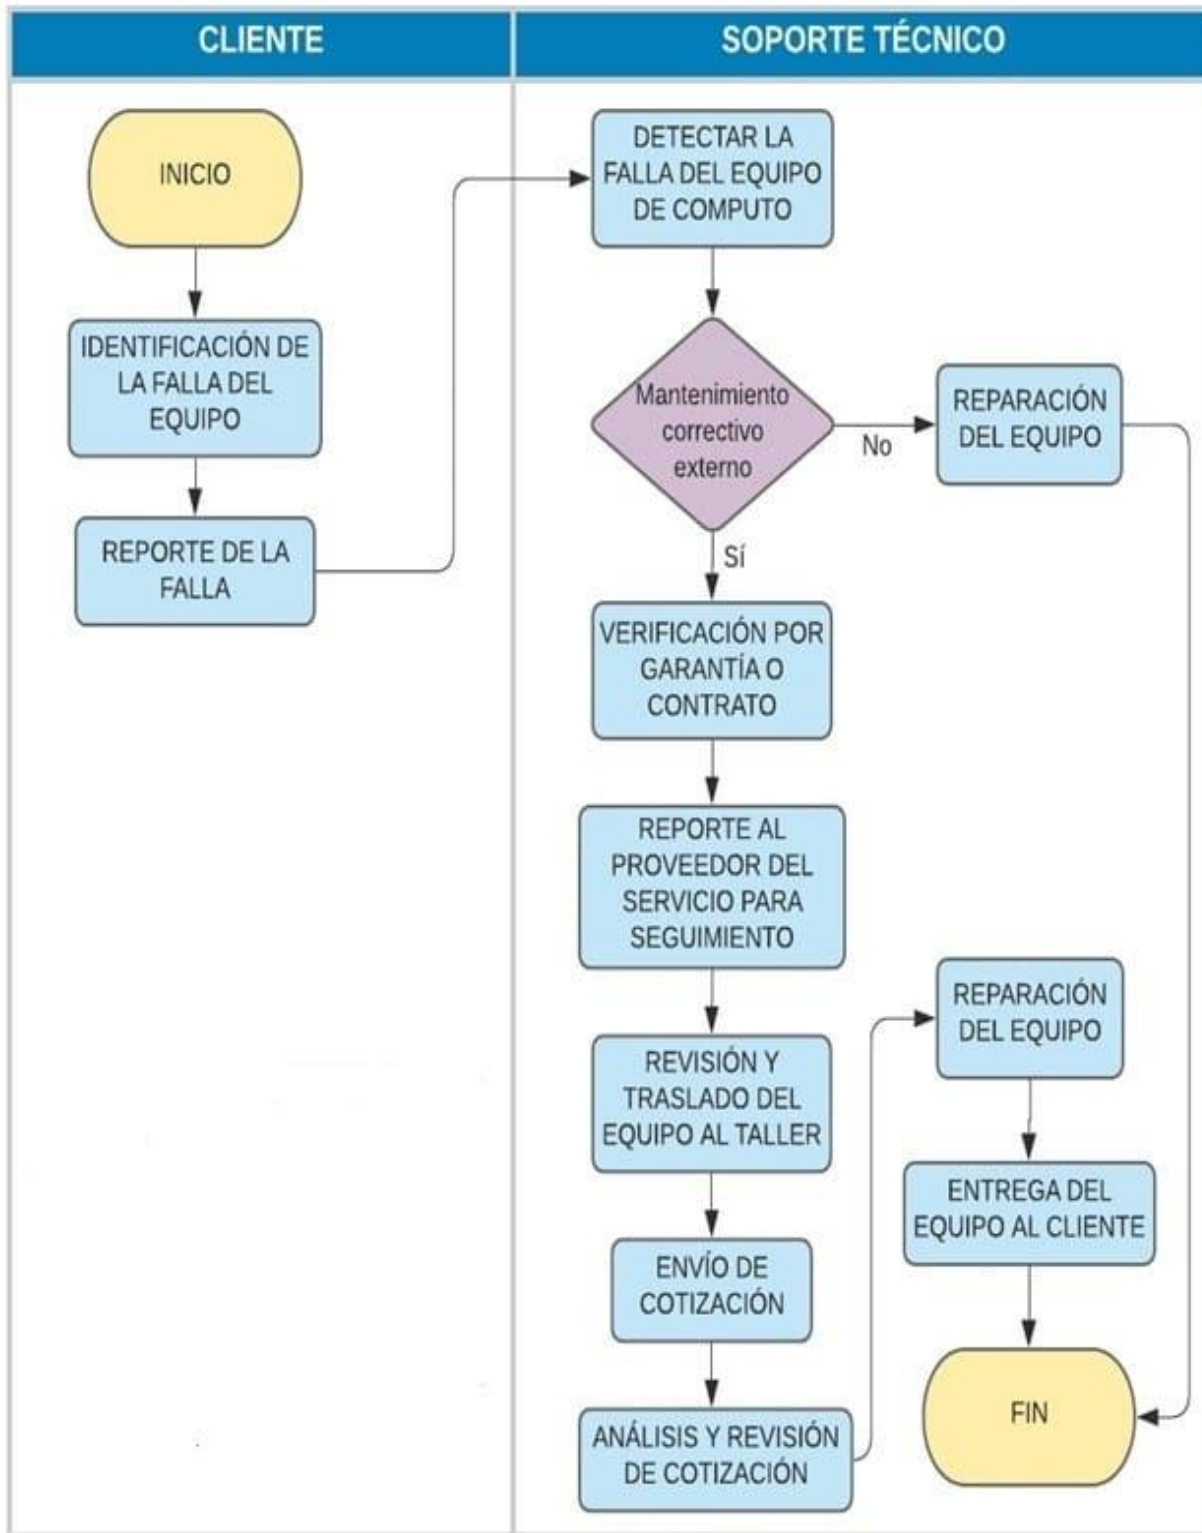 CLIENTE
SOPORTE TÉCNICO
INICIO
IDENTIFICACIÓN DE
LA FALLA DEL
EQUIPO
REPORTE DE LA
FALLA
DETECTAR LA
FALLA DEL EQUIPO
DE COMPUTO
Mantenimiento
correctivo
externo
No
REPARACIÓN
DEL EQUIPO
Sí
VERIFICACIÓN POR
GARANTÍA O
CONTRATO
REPORTE AL
PROVEEDOR DEL
SERVICIO PARA
SEGUIMIENTO
REVISIÓN Y
TRASLADO DEL
EQUIPO AL TALLER
ENVÍO DE
COTIZACIÓN
ANÁLISIS Y REVISIÓN
DE COTIZACIÓN
REPARACIÓN
DEL EQUIPO
ENTREGA DEL
EQUIPO AL CLIENTE
FIN